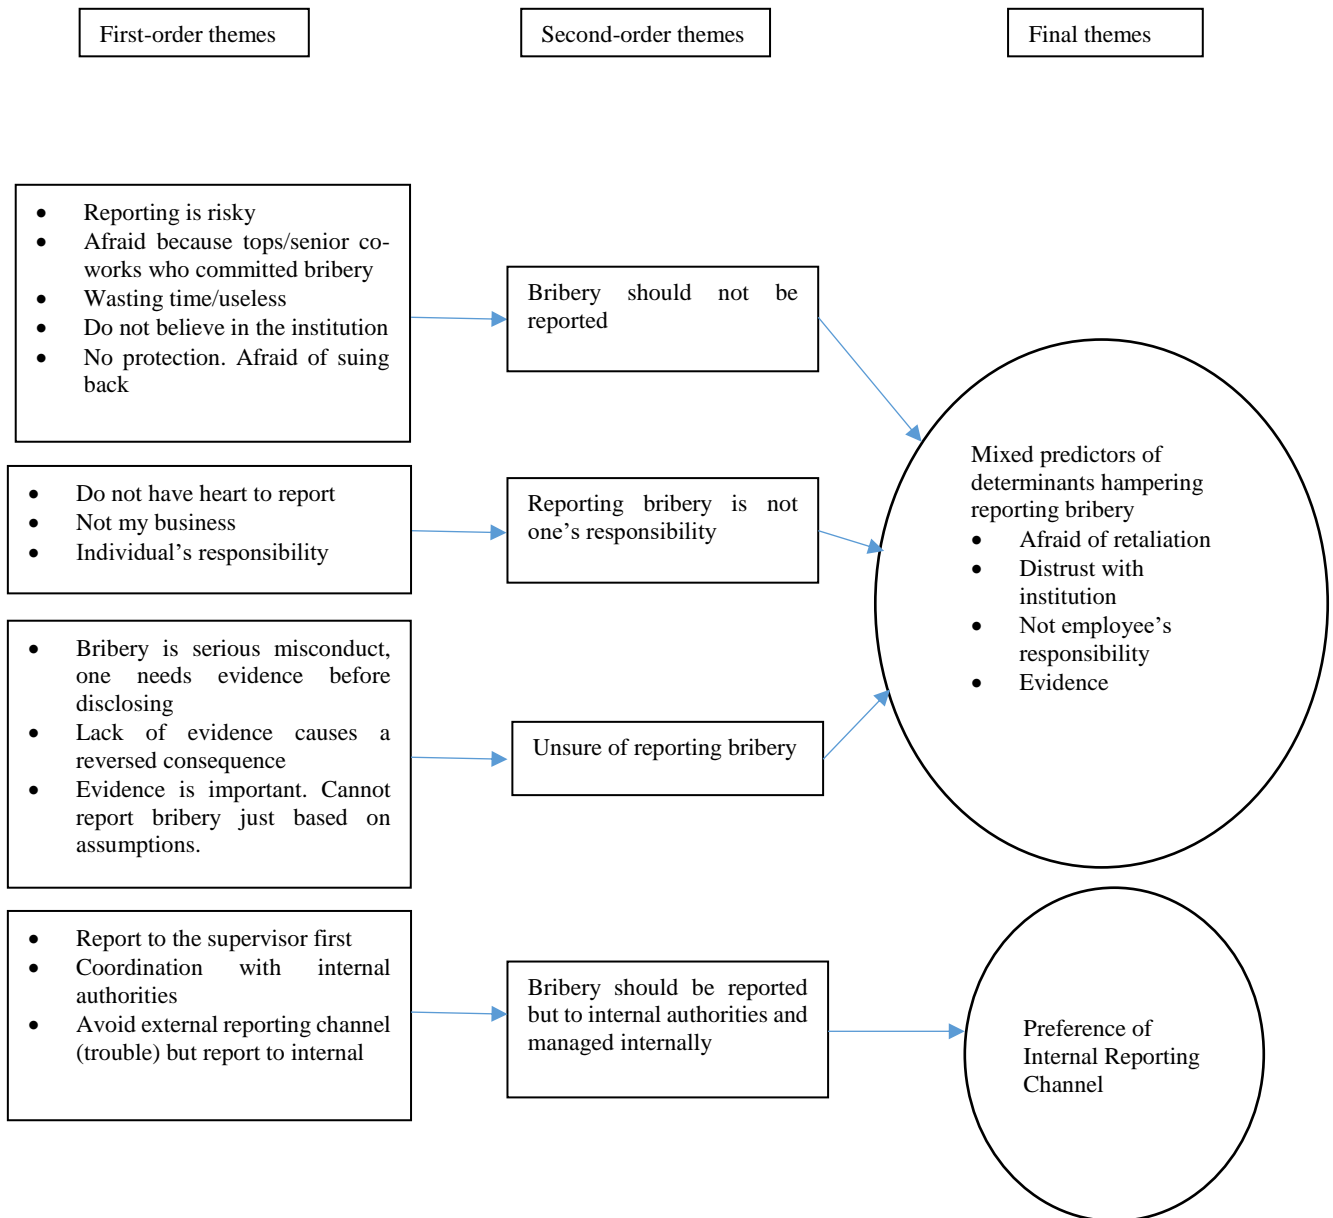 First-order themes
Second-order themes
Final themes
• Reporting is risky
• Afraid because tops/senior co-
works who committed bribery
• Wasting time/useless
• Do not believe in the institution
• No protection. Afraid of suing
back
Bribery should not be
reported
• Do not have heart to report
• Not my business
• Individual's responsibility
Reporting bribery is not
one's responsibility
• Bribery is serious misconduct,
one needs evidence before
disclosing
• Lack of evidence causes a
reversed consequence
• Evidence is important. Cannot
report bribery just based on
assumptions.
Unsure of reporting bribery
Mixed predictors of
determinants hampering
reporting bribery
• Afraid of retaliation
• Distrust with
institution
• Not employee's
responsibility
• Evidence
• Report to the supervisor first
• Coordination with internal
authorities
• Avoid external reporting channel
(trouble) but report to internal
Bribery should be reported
but to internal authorities and
managed internally
Preference of
Internal Reporting
Channel